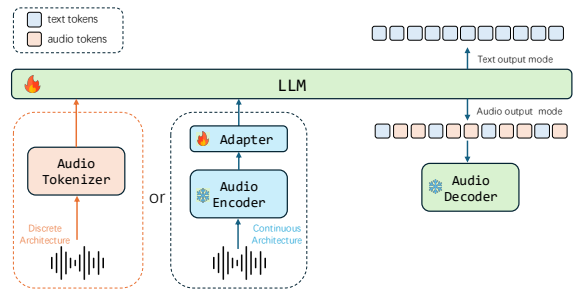 text tokens
audio tokens
Text output mode
LLM
Audio output mode
Adapter
Audio
Tokenizer
or
Audio
Encoder
Audio
Decoder
Discrete
Architecture
Continuous
Architecture